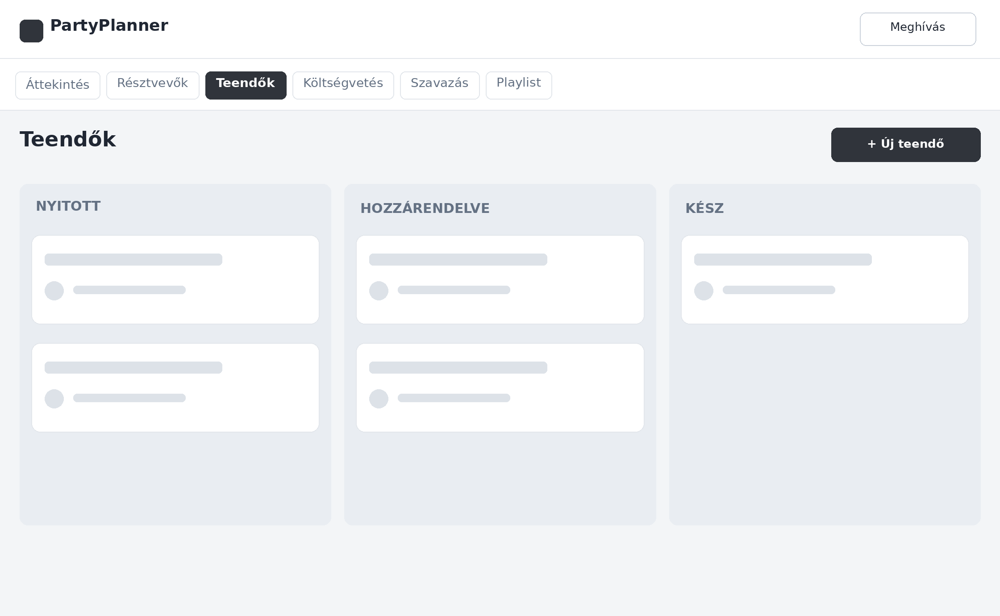 PartyPlanner
Meghívás
Áttekintés
Résztvevők
Teendők
Költségvetés
Szavazás
Playlist
Teendők
+ Új teendő
NYITOTT
HOZZÁRENDELVE
KÉSZ